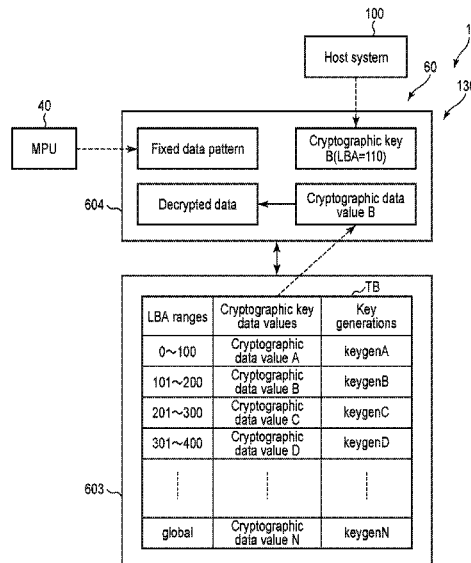 100
1
Host system
60
130
40
MPU
Fixed data pattern
Cryptographic key
B(LBA=110)
Decrypted data
Cryptographic data
value B
604
TB
LBA ranges
Cryptographic key
data values
Key
generations
0～100
Cryptographic
data value A
keygenA
101～200
Cryptographic
data value B
keygenB
201～300
Cryptographic
data value C
keygenC
301～400
Cryptographic
data value D
keygenD
603
global
Cryptographic
data value N
keygenN